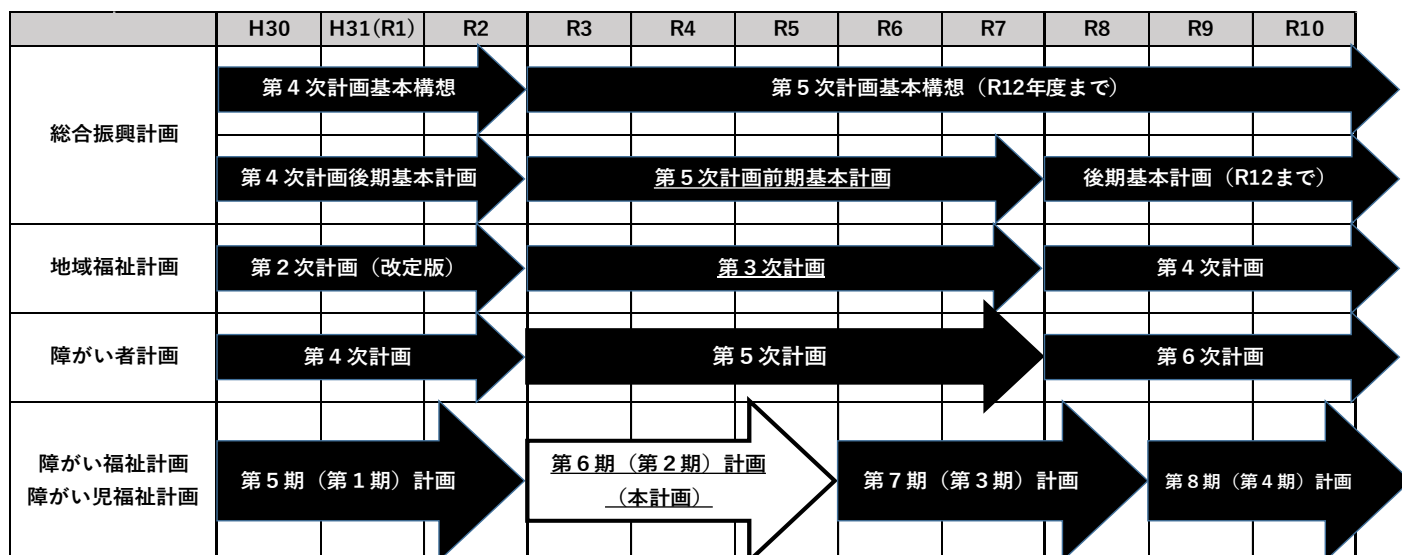 H30 H31(R1) R2 R3 R4 R5 R6 R7 R8 R9 R10
総合振興計画
第４次計画基本構想 第５次計画基本構想（R12年度まで）
第４次計画後期基本計画 第５次計画前期基本計画 後期基本計画（R12まで）
地域福祉計画 第２次計画（改定版） 第３次計画 第４次計画
障がい者計画 第４次計画 第５次計画 第６次計画
障がい福祉計画
障がい児福祉計画
第５期（第１期）計画 第６期（第２期）計画
（本計画）
第７期（第３期）計画 第８期（第４期）計画